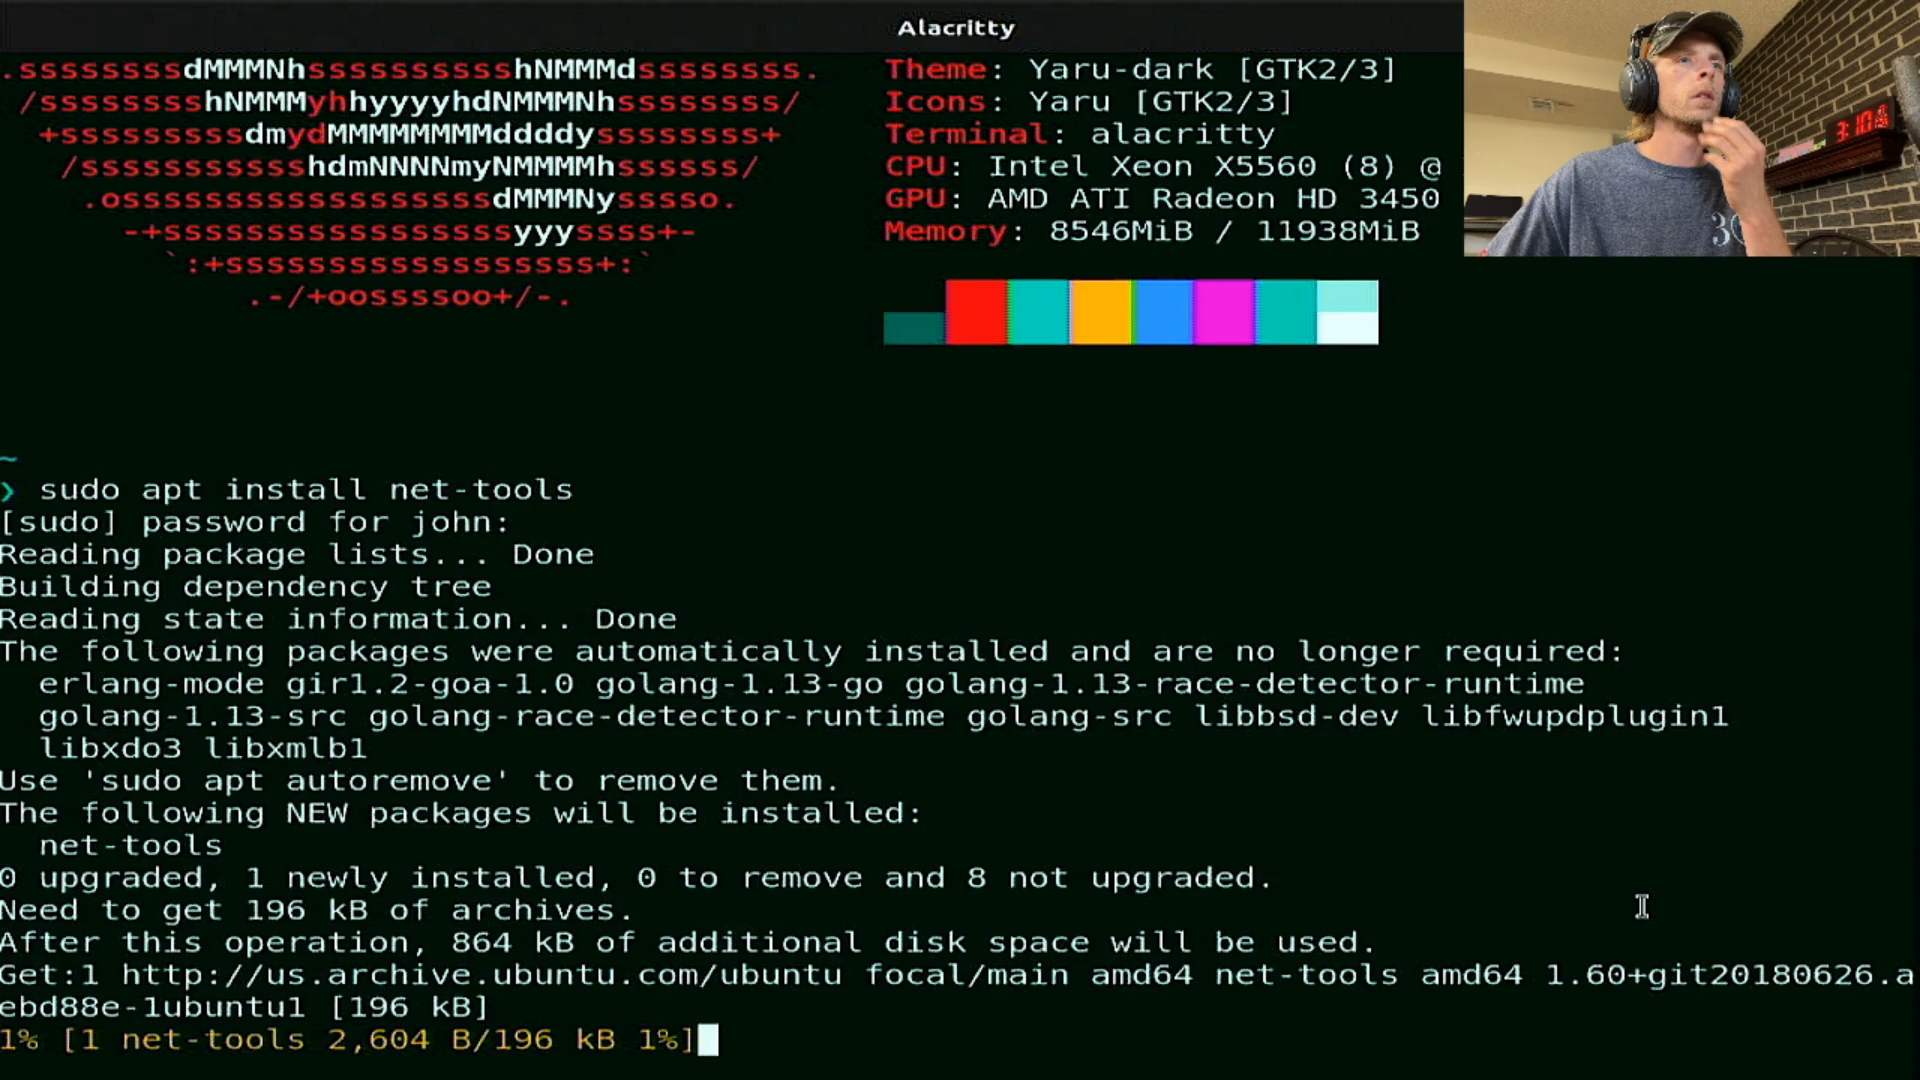 Alacritty
.ssssssssdMMMNhsssssssssshNMMMdssssssss.
/sssssssshNMMMyhhyyyyhdNMMMNhssssssss/
+sssssssssdmydMMMMMMMMddddyssssssss+
/ssssssssssshdmNNNNmyNMMMMhssssss/
.ossssssssssssssssssdMMMNysssso.
-+sssssssssssssssssyyyssss+-
`:+ssssssssssssssssss+:`
.-/+oossssoo+/-.
Theme: Yaru-dark [GTK2/3]
Icons: Yaru [GTK2/3]
Terminal: alacritty
CPU: Intel Xeon X5560 (8) @
GPU: AMD ATI Radeon HD 3450
Memory: 8546MiB / 11938MiB
3:10
~
❯ sudo apt install net-tools
[sudo] password for john:
Reading package lists... Done
Building dependency tree
Reading state information... Done
The following packages were automatically installed and are no longer required:
erlang-mode gir1.2-goa-1.0 golang-1.13-go golang-1.13-race-detector-runtime
golang-1.13-src golang-race-detector-runtime golang-src libbsd-dev libfwupdplugin1
libxdo3 libxmlb1
Use 'sudo apt autoremove' to remove them.
The following NEW packages will be installed:
net-tools
0 upgraded, 1 newly installed, 0 to remove and 8 not upgraded.
Need to get 196 kB of archives.
After this operation, 864 kB of additional disk space will be used.
Get:1 http://us.archive.ubuntu.com/ubuntu focal/main amd64 net-tools amd64 1.60+git20180626.a
ebd88e-1ubuntu1 [196 kB]
1% [1 net-tools 2,604 B/196 kB 1%]